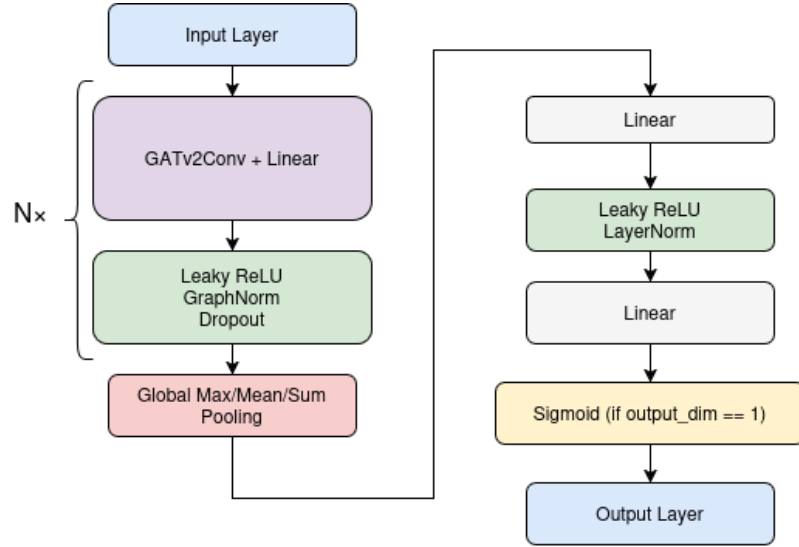 Input Layer
N×
GATv2Conv + Linear
Leaky ReLU
GraphNorm
Dropout
Global Max/Mean/Sum
Pooling
Linear
Leaky ReLU
LayerNorm
Linear
Sigmoid (if output_dim == 1)
Output Layer